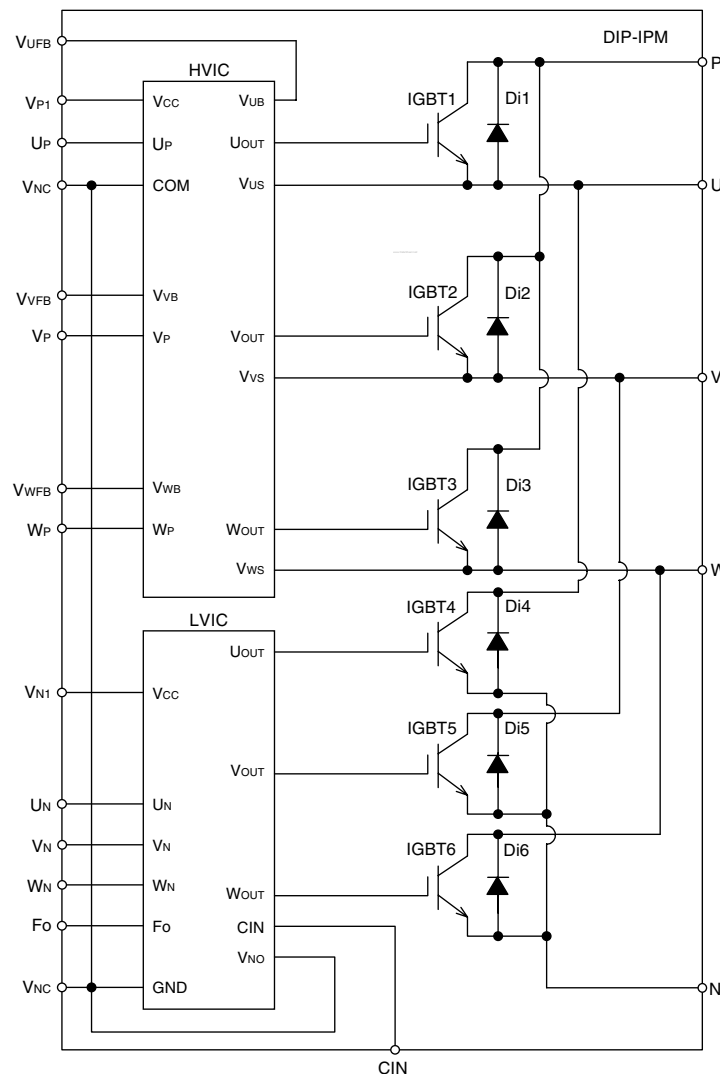 DIP-IPM
VUFB
P
HVIC
IGBT1
Di1
VP1
VCC
VUB
UP
UP
UOUT
VNC
COM
VUS
U
IGBT2
Di2
VVFB
VVB
VP
VP
VOUT
VVS
V
IGBT3
Di3
VWFB
VWB
WP
WP
WOUT
VWS
W
IGBT4
Di4
LVIC
UOUT
VN1
VCC
IGBT5
Di5
VOUT
UN
UN
VN
VN
IGBT6
Di6
WN
WN
WOUT
Fo
Fo
CIN
VNO
VNC
GND
N
CIN